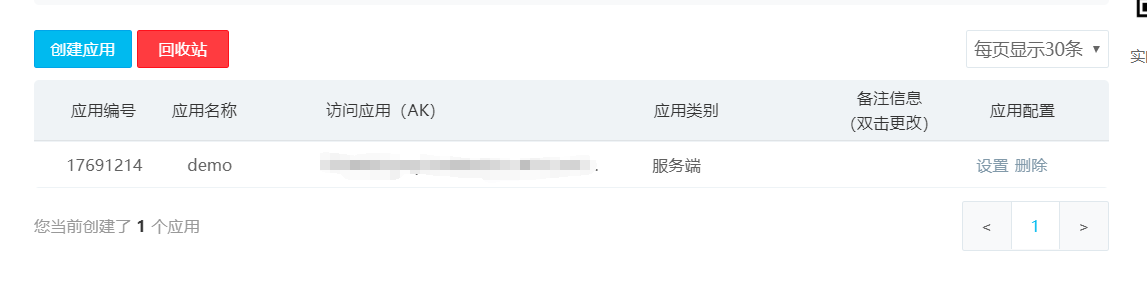 创建应用 回收站 每页显示30条
实
应用编号 应用名称 访问应用（AK） 应用类别 备注信息 应用配置
(双击更改)
17691214 demo 服务端 设置 删除
您当前创建了 1 个应用 < 1 >